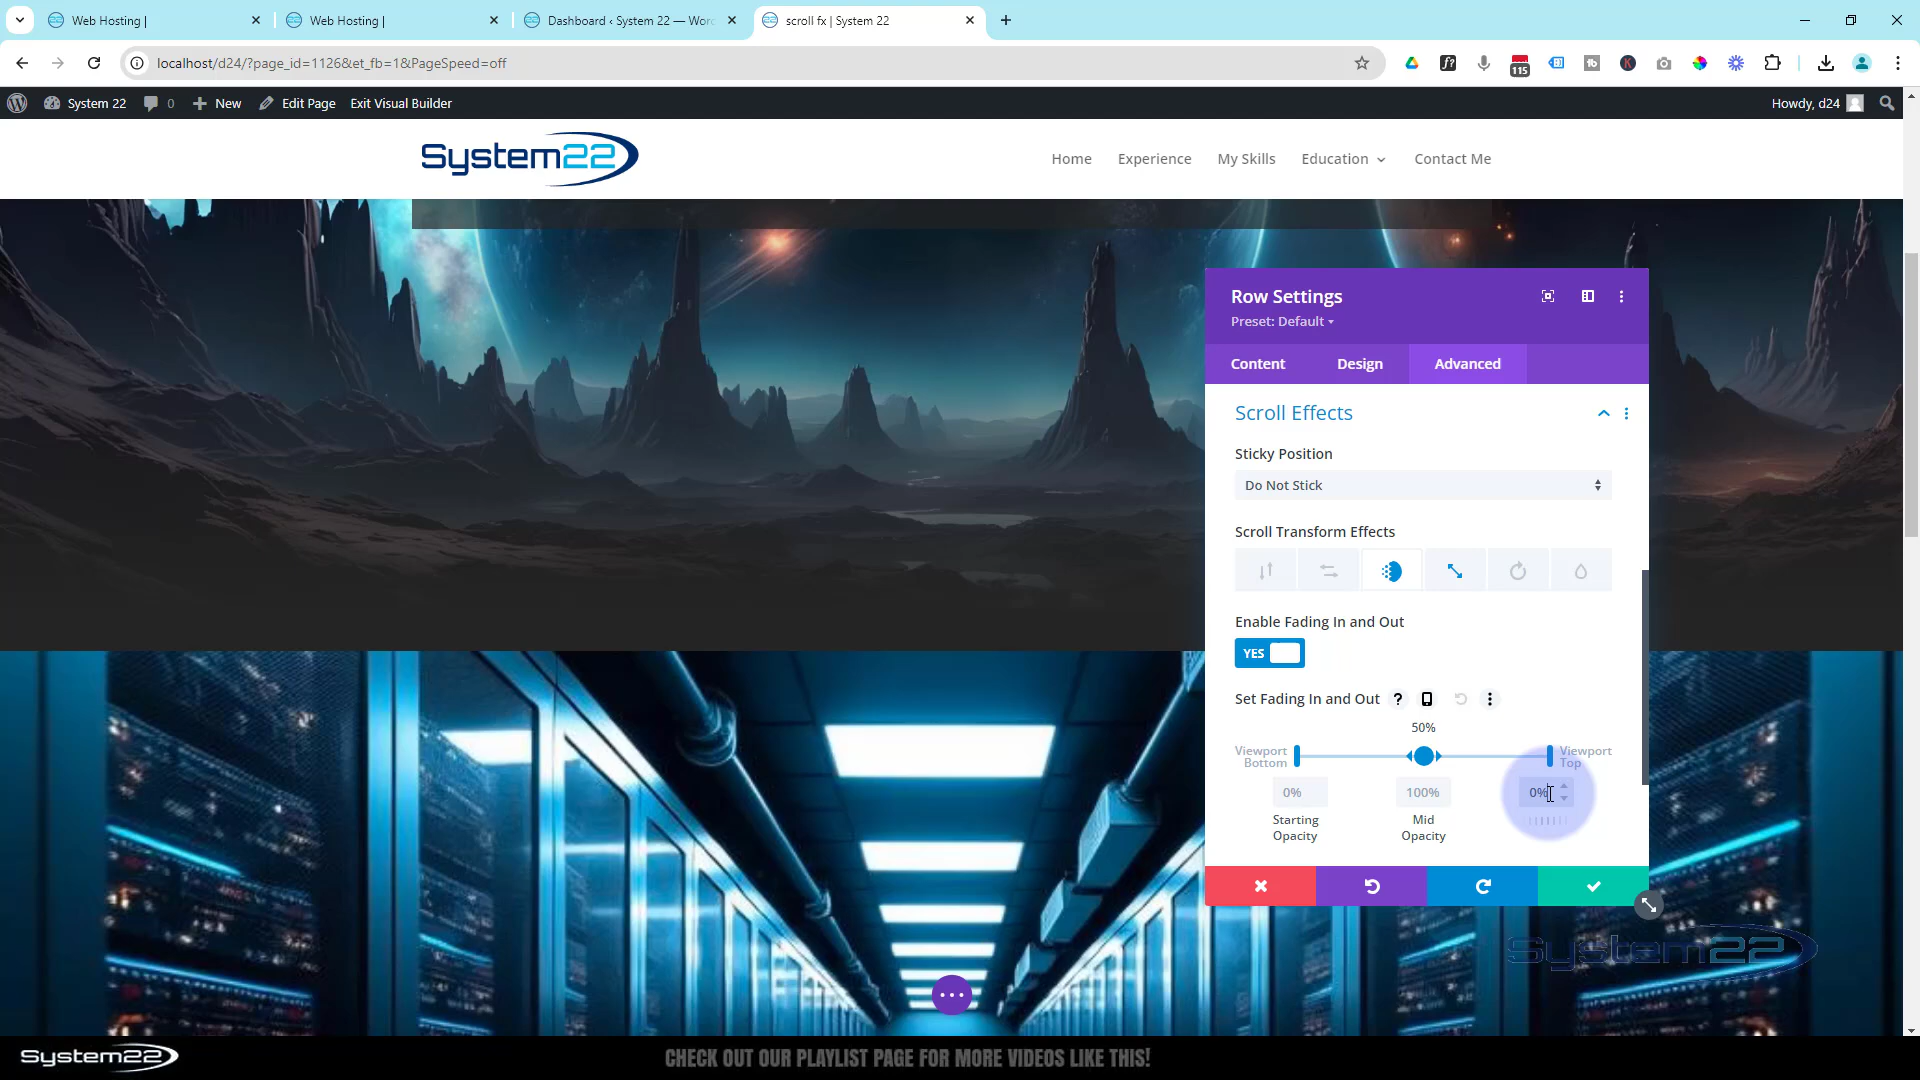 Web Hosting |
Web Hosting |
Dashboard ‹ System 22 — Wor
scroll fx | System 22
localhost/d24/?page_id=1126&et_fb=1&PageSpeed=off
115
System 22
0
New
Edit Page
Exit Visual Builder
Howdy, d24
System22
Home
Experience
My Skills
Education
Contact Me
Row Settings
Preset: Default
Content
Design
Advanced
Scroll Effects
Sticky Position
Do Not Stick
Scroll Transform Effects
Enable Fading In and Out
YES
Set Fading In and Out
?
50%
Viewport Bottom
Viewport Top
0%
100%
0%
Starting Opacity
Mid Opacity
System22
System22
CHECK OUT OUR PLAYLIST PAGE FOR MORE VIDEOS LIKE THIS!